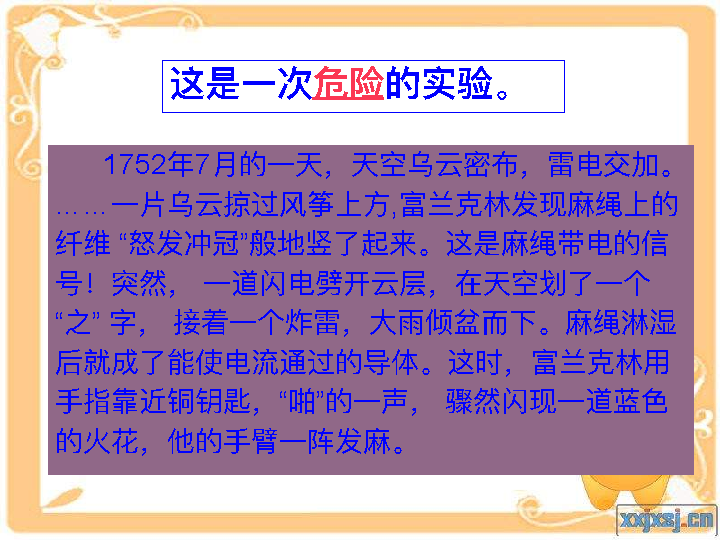 这是一次危险的实验。
1752年7月的一天，天空乌云密布，雷电交加。
……一片乌云掠过风筝上方,富兰克林发现麻绳上的
纤维 “怒发冲冠”般地竖了起来。这是麻绳带电的信
号！突然， 一道闪电劈开云层，在天空划了一个
“之” 字， 接着一个炸雷，大雨倾盆而下。麻绳淋湿
后就成了能使电流通过的导体。这时，富兰克林用
手指靠近铜钥匙，“啪”的一声， 骤然闪现一道蓝色
的火花，他的手臂一阵发麻。
xxjxsj.cn